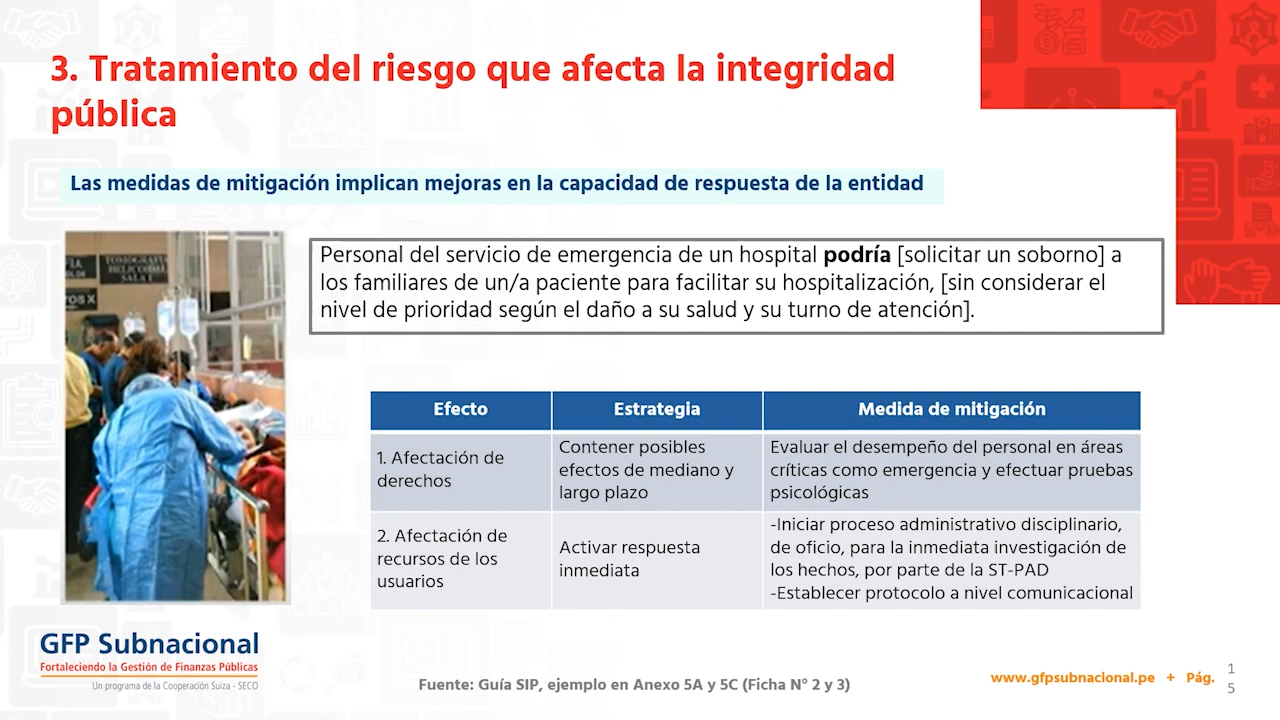 3. Tratamiento del riesgo que afecta la integridad
pública
Las medidas de mitigación implican mejoras en la capacidad de respuesta de la entidad
TOMOGRAFIA
HELICOIDAL
SALA 1
Personal del servicio de emergencia de un hospital podría [solicitar un soborno] a
los familiares de un/a paciente para facilitar su hospitalización, [sin considerar el
nivel de prioridad según el daño a su salud y su turno de atención].
Efecto Estrategia Medida de mitigación
1. Afectación de
derechos
Contener posibles
efectos de mediano y
largo plazo
Evaluar el desempeño del personal en áreas
críticas como emergencia y efectuar pruebas
psicológicas
2. Afectación de
recursos de los
usuarios
Activar respuesta
inmediata
-Iniciar proceso administrativo disciplinario,
de oficio, para la inmediata investigación de
los hechos, por parte de la ST-PAD
-Establecer protocolo a nivel comunicacional
GFP Subnacional
Fortaleciendo la Gestión de Finanzas Públicas
Un programa de la Cooperación Suiza - SECO
Fuente: Guía SIP, ejemplo en Anexo 5A y 5C (Ficha N° 2 y 3)
www.gfpsubnacional.pe + Pág.
1
5